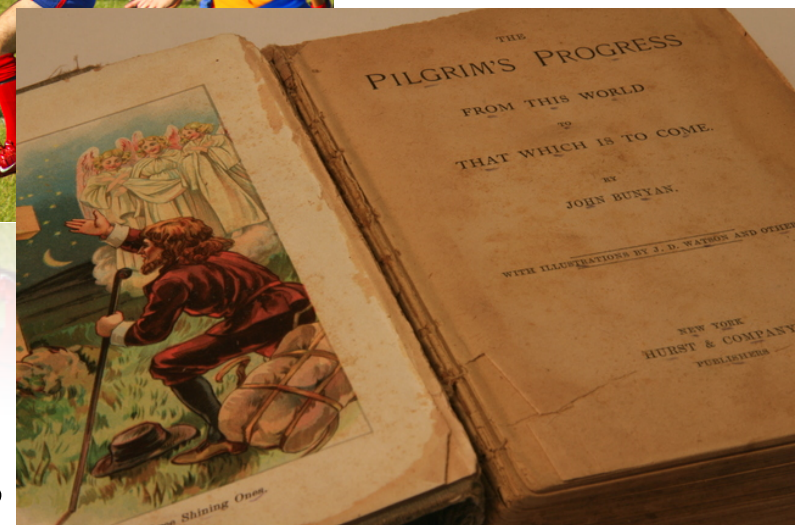 THE
PILGRIM'S PROGRESS
FROM THIS WORLD
TO
THAT WHICH IS TO COME.
BY
JOHN BUNYAN.
WITH ILLUSTRATIONS BY J. D. WATSON AND
NEW YORK
HURST & COMPANY
PUBLISHERS
Shining Ones.